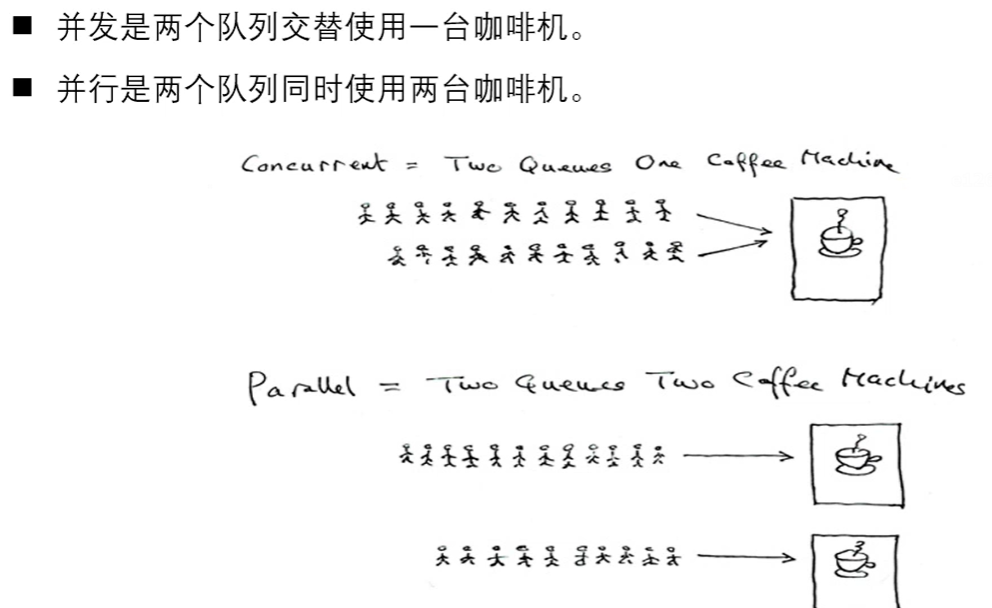 ■ 并发是两个队列交替使用一台咖啡机。
■ 并行是两个队列同时使用两台咖啡机。
Concurrent = Two Queues One Coffee Machine
Parallel = Two Queues Two Coffee Machines